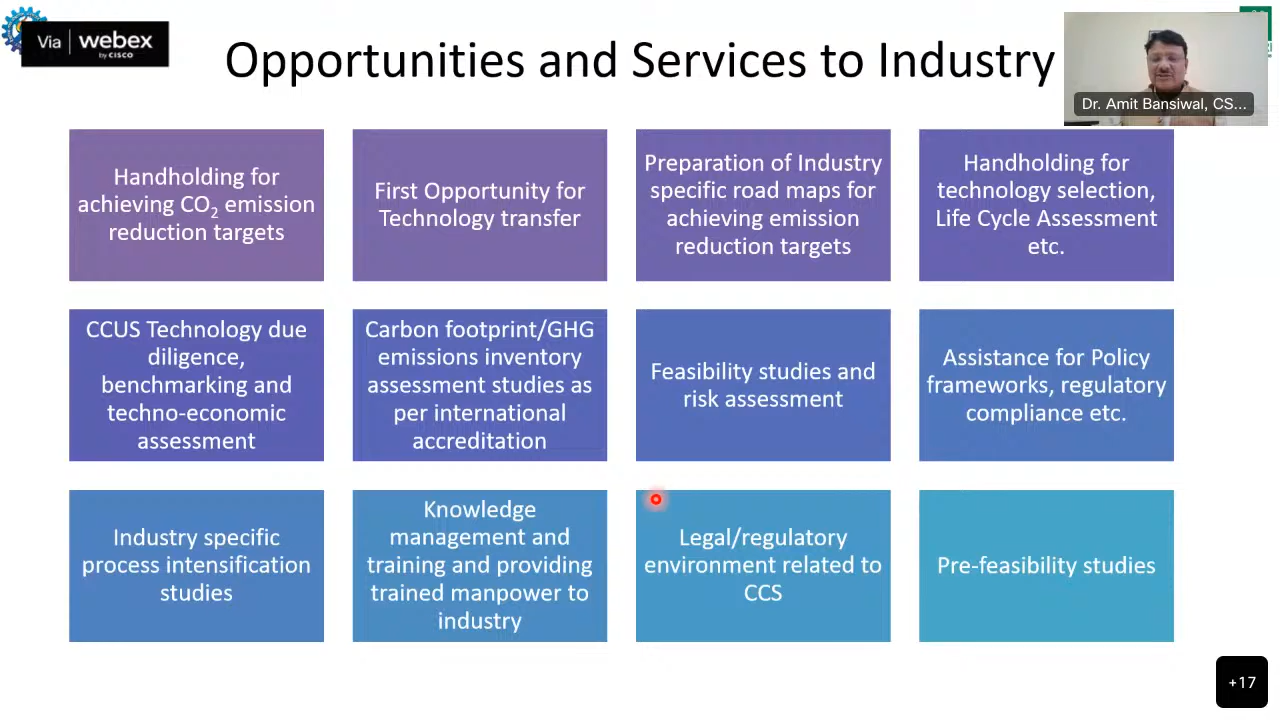 Via webex
by CISCO
Opportunities and Services to Industry
Dr. Amit Bansiwal, CS...
Handholding for
achieving CO₂ emission
reduction targets
First Opportunity for
Technology transfer
Preparation of Industry
specific road maps for
achieving emission
reduction targets
Handholding for
technology selection,
Life Cycle Assessment
etc.
CCUS Technology due
diligence,
benchmarking and
techno-economic
assessment
Carbon footprint/GHG
emissions inventory
assessment studies as
per international
accreditation
Feasibility studies and
risk assessment
Assistance for Policy
frameworks, regulatory
compliance etc.
Industry specific
process intensification
studies
Knowledge
management and
training and providing
trained manpower to
industry
Legal/regulatory
environment related to
CCS
Pre-feasibility studies
+17